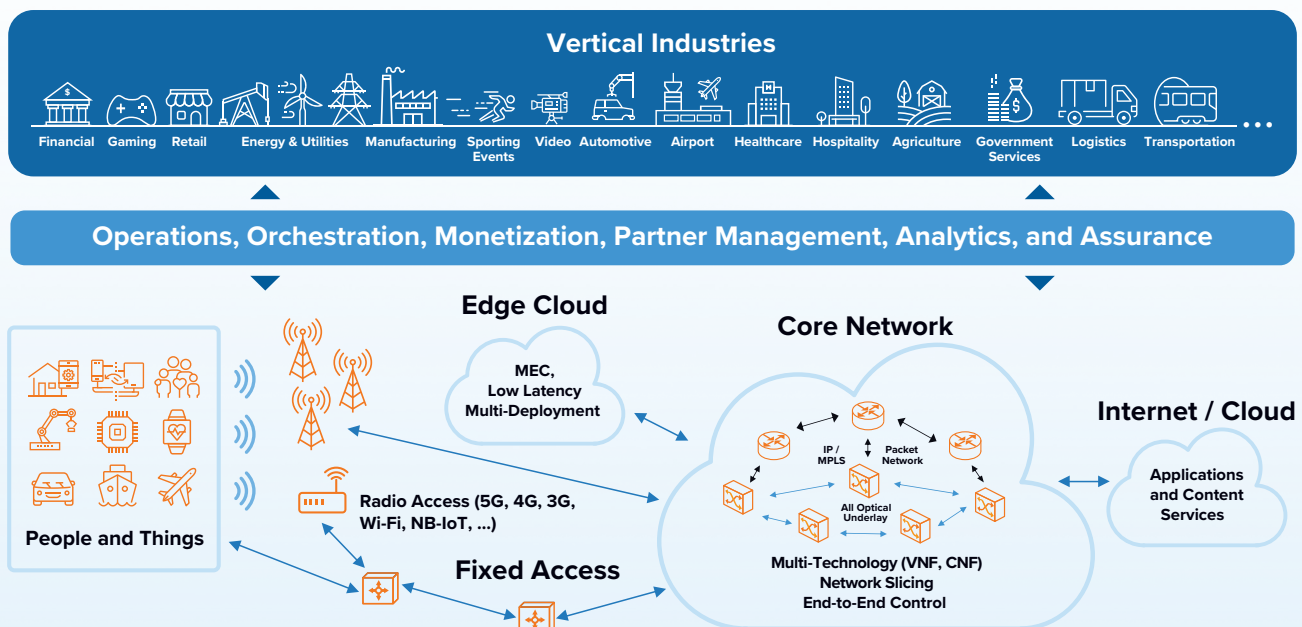 Vertical Industries
Financial
Gaming
Retail
Energy & Utilities
Manufacturing
Sporting
Events
Video
Automotive
Airport
Healthcare
Hospitality
Agriculture
Government
Services
Logistics
Transportation
Operations, Orchestration, Monetization, Partner Management, Analytics, and Assurance
Edge Cloud
MEC,
Low Latency
Multi-Deployment
Core Network
IP /
MPLS
Packet
Network
All Optical
Underlay
Multi-Technology (VNF, CNF)
Network Slicing
End-to-End Control
Internet / Cloud
Applications
and Content
Services
People and Things
Radio Access (5G, 4G, 3G,
Wi-Fi, NB-IoT, ...)
Fixed Access